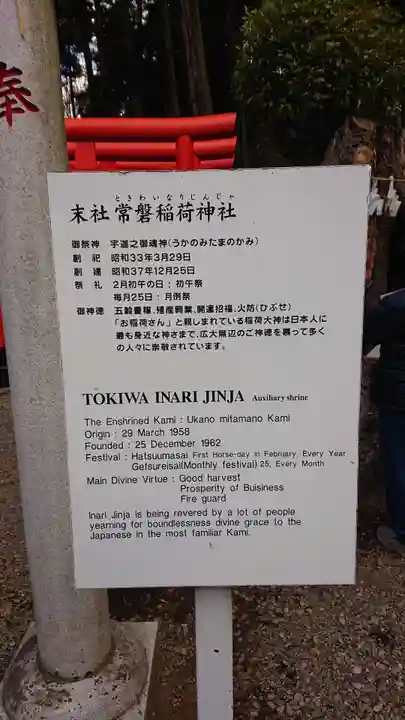 奉
ときわいなりじんじゃ
末社 常磐稲荷神社
御祭神 宇迦之御魂神(うかのみたまのかみ)
創祀 昭和33年3月29日
創建 昭和37年12月25日
祭礼 2月初午の日:初午祭
毎月25日:月例祭
御神徳 五穀豊穣、殖産興業、開運招福、火防(ひぶせ)
「お稲荷さん」と親しまれている稲荷大神は日本人に
最も身近な神さまで、広大無辺のご神徳を慕って多く
の人々に崇敬されています。
TOKIWA INARI JINJA Auxiliary shrine
The Enshrined Kami : Ukano mitamano Kami
Orign : 29 March 1958
Founded : 25 December 1962
Festival : Hatsuumasai First Horse-day in February, Every Year
Getsureisai(Monthly festival) 25, Every Month
Main Divine Virtue : Good harvest
Prosperity of Buisiness
Fire guard
Inari Jinja is being revered by a lot of people
yearning for boundlessness divine grace to the
Japanese in the most familiar Kami.